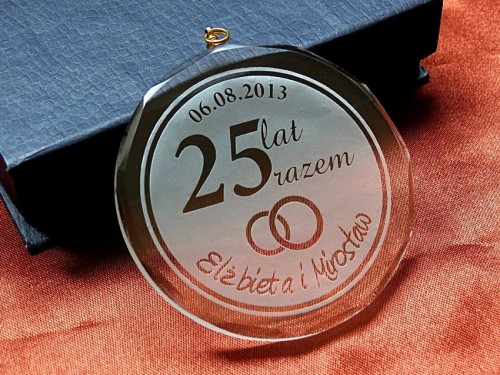 06.08.2013
25 lat
razem
Elżbieta i Mirosław